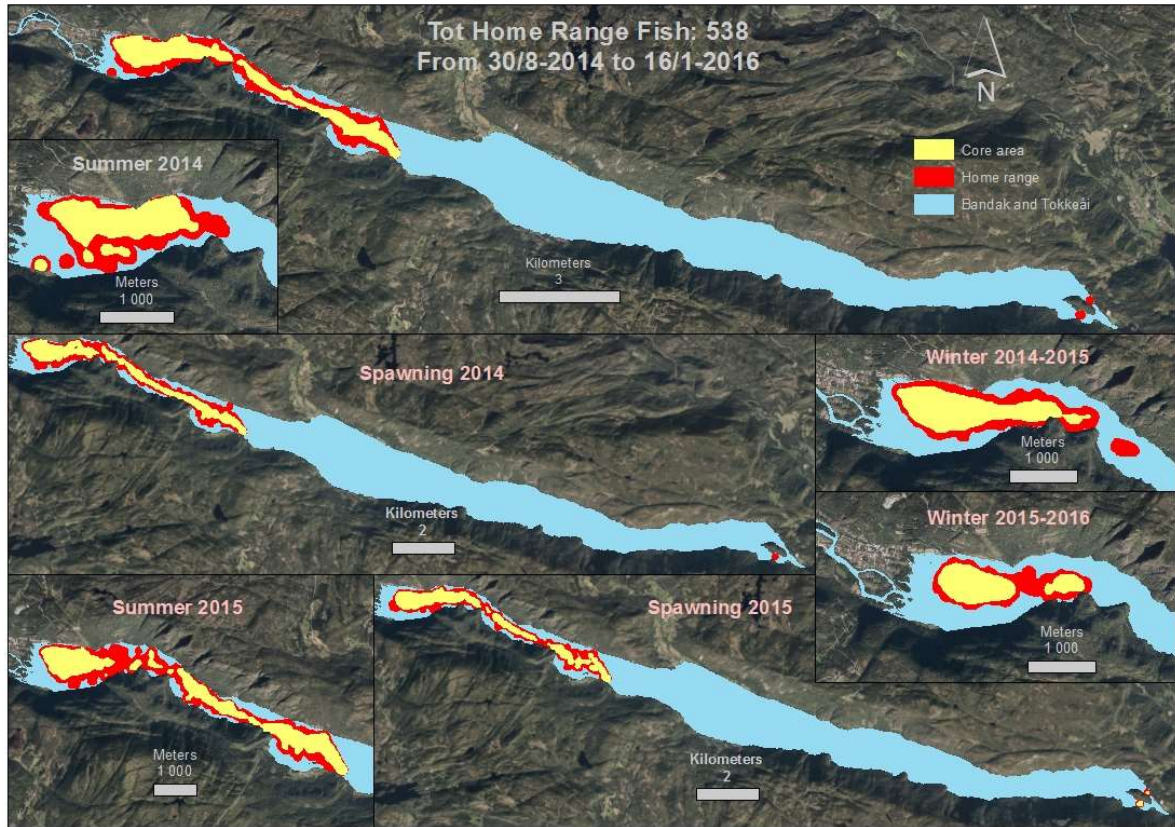 Tot Home Range Fish: 538
From 30/8-2014 to 16/1-2016
N
Core area
Home range
Bandak and Tokkeåi
Kilometers
3
Summer 2014
Meters
1 000
Spawning 2014
Kilometers
2
Winter 2014-2015
Meters
1 000
Winter 2015-2016
Meters
1 000
Summer 2015
Meters
1 000
Spawning 2015
Kilometers
2